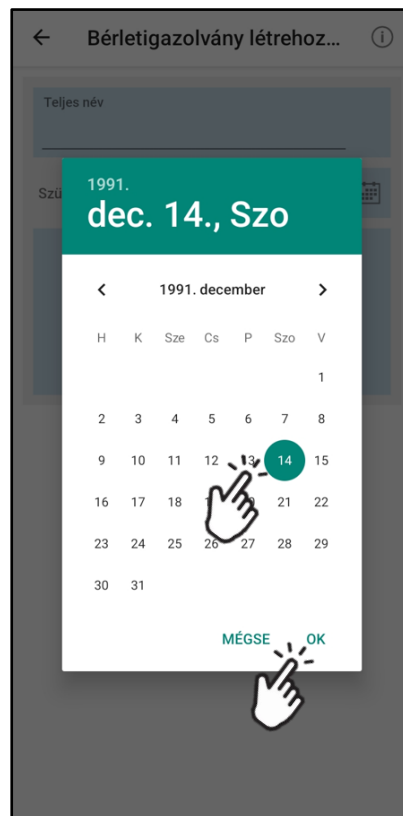 Bérletigazolvány létrehoz...
Teljes név
Szü
1991.
dec. 14., Szo
1991. december
H K Sze Cs P Szo V
1
2 3 4 5 6 7 8
9 10 11 12 13 14 15
16 17 18 21 22
23 24 25 26 27 28 29
30 31
MÉGSE OK